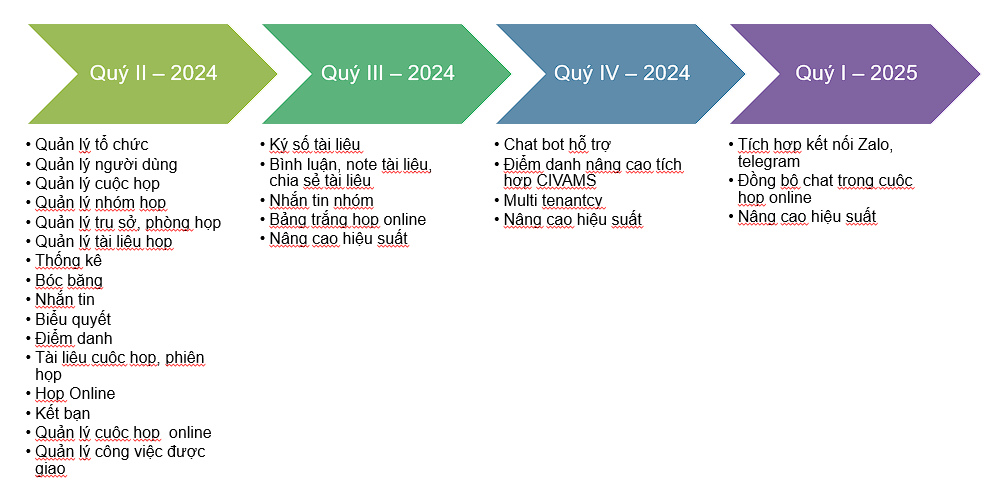 Quý II – 2024
• Quản lý tổ chức
• Quản lý người dùng
• Quản lý cuộc họp
• Quản lý nhóm họp
• Quản lý trụ sở, phòng họp
• Quản lý tài liệu họp
• Thống kê
• Bóc băng
• Nhắn tin
• Biểu quyết
• Điểm danh
• Tài liệu cuộc họp, phiên
họp
• Họp Online
• Kết bạn
• Quản lý cuộc họp  online
• Quản lý công việc được
giao
Quý III – 2024
• Ký số tài liệu
• Bình luận, note tài liệu,
chia sẻ tài liệu
• Nhắn tin nhóm
• Bảng trắng họp online
• Nâng cao hiệu suất
Quý IV – 2024
• Chat bot hỗ trợ
• Điểm danh nâng cao tích
hợp CIVAMS
• Multi tenantcy
• Nâng cao hiệu suất
Quý I – 2025
• Tích hợp kết nối Zalo,
telegram
• Đồng bộ chat trong cuộc
họp online
• Nâng cao hiệu suất